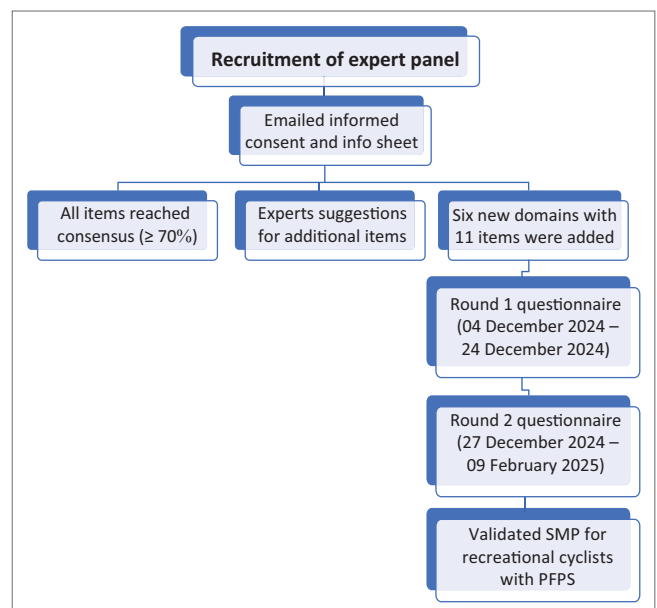 Recruitment of expert panel
Emailed informed
consent and info sheet
All items reached
consensus (≥ 70%)
Experts suggestions
for additional items
Six new domains with
11 items were added
Round 1 questionnaire
(04 December 2024 –
24 December 2024)
Round 2 questionnaire
(27 December 2024 –
09 February 2025)
Validated SMP for
recreational cyclists
with PFPS